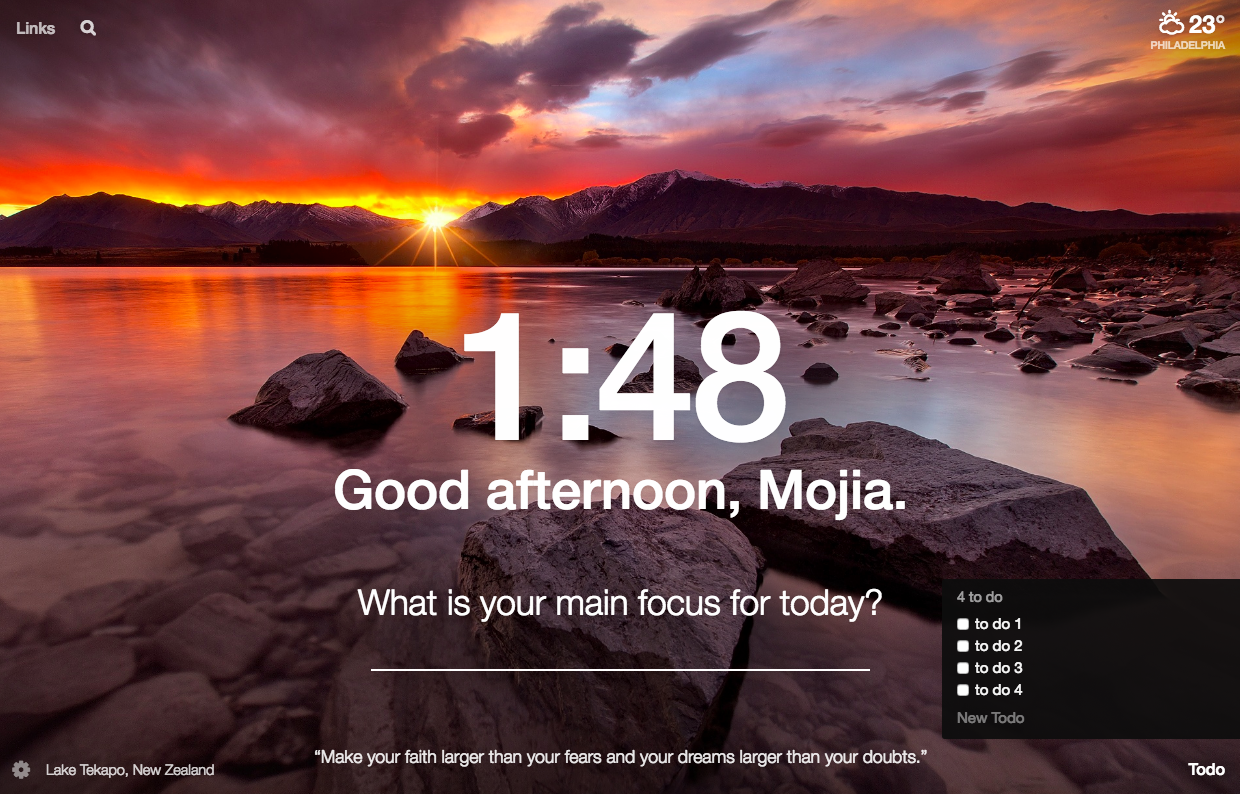 Links
23°
PHILADELPHIA
1:48
Good afternoon, Mojia.
What is your main focus for today?
4 to do
to do 1
to do 2
to do 3
to do 4
New Todo
“Make your faith larger than your fears and your dreams larger than your doubts.”
Lake Tekapo, New Zealand
Todo